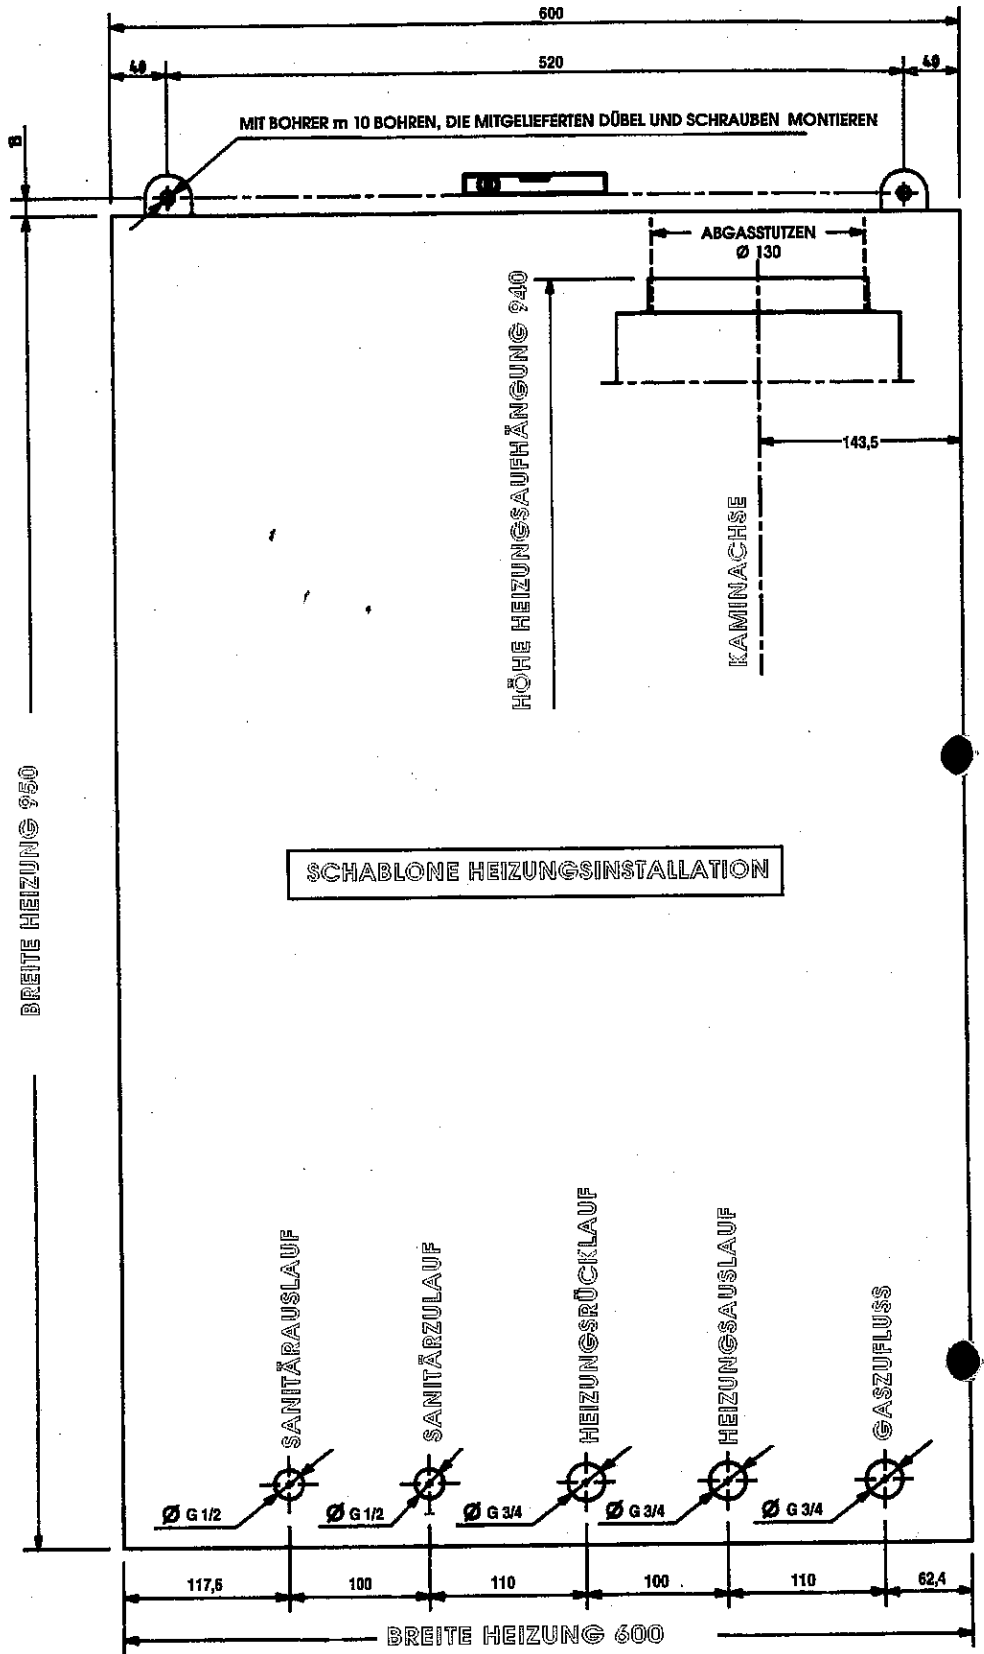 600
40
520
40
MIT BOHRER m 10 BOHREN, DIE MITGELIEFERTEN DÜBEL UND SCHRAUBEN MONTIEREN
ABGASSTUTZEN
Ø 130
HÖHE HEIZUNGSAUFHÄNGUNG 940
143,5
KAMINACHSE
BREITE HEIZUNG 950
SCHABLONE HEIZUNGSINSTALLATION
SANITÄRAUSLAUF
SANITÄRZULAUF
HEIZUNGSRÜCKLAUF
HEIZUNGSAUSLAUF
GASZUFLUSS
Ø G 1/2
Ø G 1/2
Ø G 3/4
Ø G 3/4
Ø G 3/4
117,6
100
110
100
110
62,4
BREITE HEIZUNG 600